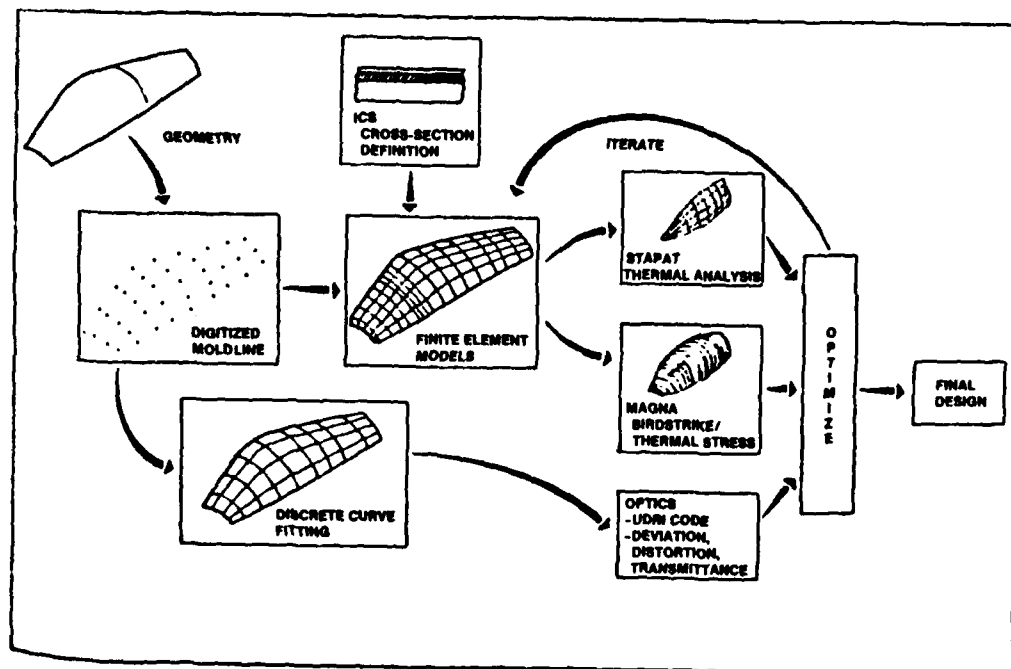 GEOMETRY
ICS
CROSS-SECTION
DEFINITION
ITERATE
DIGITIZED
MOLDLINE
FINITE ELEMENT
MODELS
STAPAT
THERMAL ANALYSIS
MAGNA
BIRDSTRIKE/
THERMAL STRESS
OPTIMIZE
FINAL
DESIGN
DISCRETE CURVE
FITTING
OPTICS
-UDRI CODE
-DEVIATION,
DISTORTION,
TRANSMITTANCE